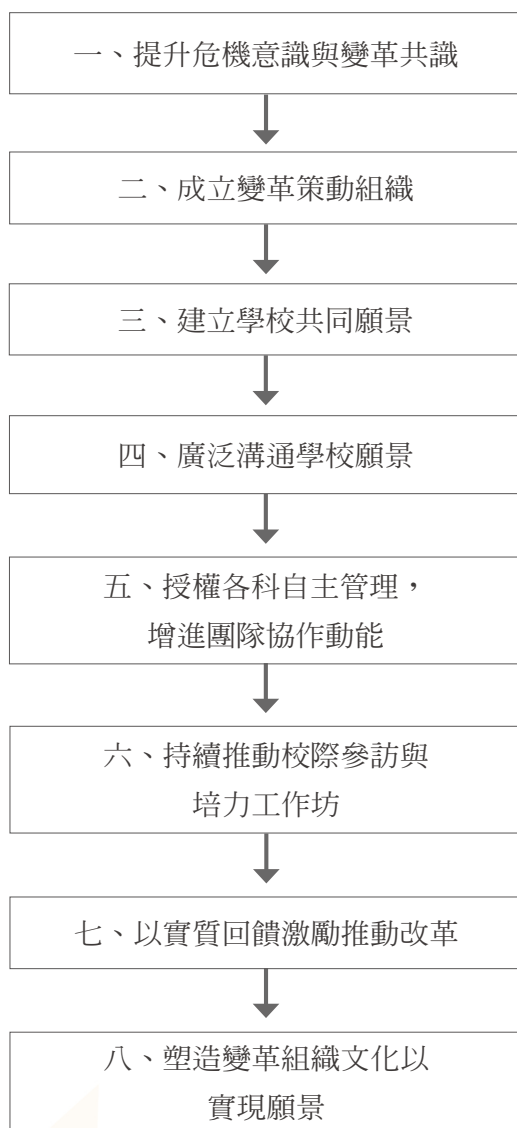 一、提升危機意識與變革共識
二、成立變革策動組織
三、建立學校共同願景
四、廣泛溝通學校願景
五、授權各科自主管理，
增進團隊協作動能
六、持續推動校際參訪與
培力工作坊
七、以實質回饋激勵推動改革
八、塑造變革組織文化以
實現願景